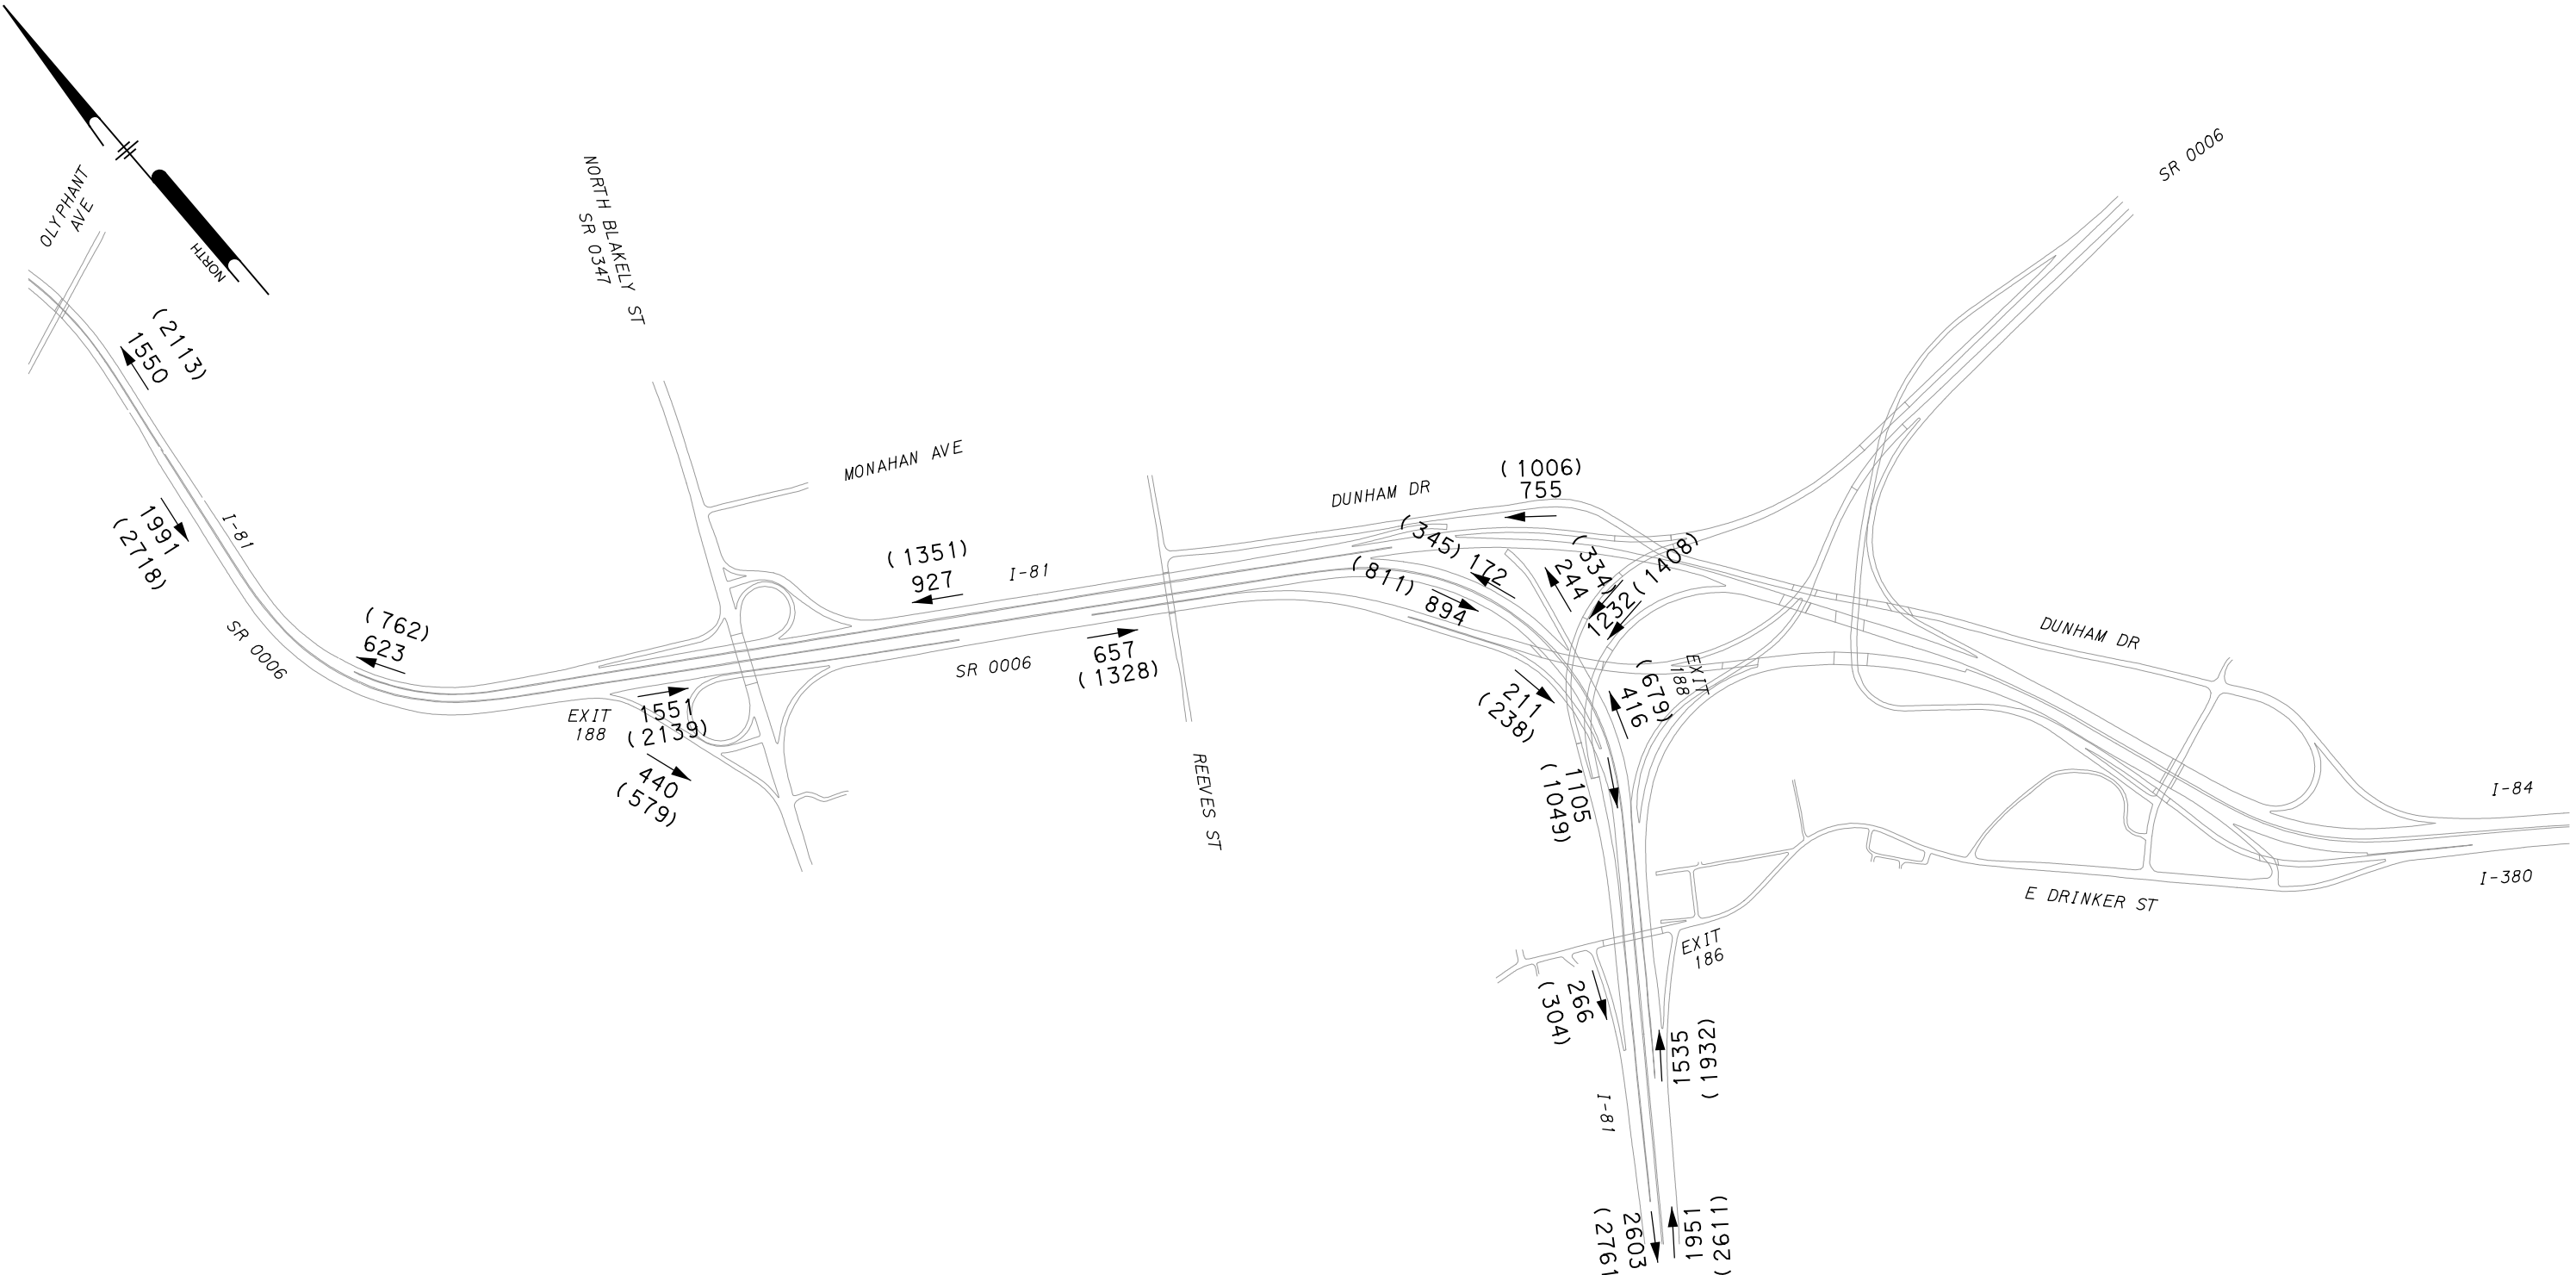 NORTH
OLYPHANT
AVE
(2113)
1550
1991
(2718)
I-81
SR 0006
(762)
623
NORTH BLAKELY ST
SR 0347
MONAHAN AVE
(1351)
927
I-81
EXIT
188
1551
(2139)
440
(579)
SR 0006
657
(1328)
REEVES ST
DUNHAM DR
(1006)
755
(345) 172
(811) 894
(334)
244
1232 (1408)
211
(238)
(679)
416
EXIT
188
1105
(1049)
SR 0006
DUNHAM DR
I-84
I-380
E DRINKER ST
EXIT
186
266
(304)
1535
(1932)
I-81
2603
(2761
1951
(2611)